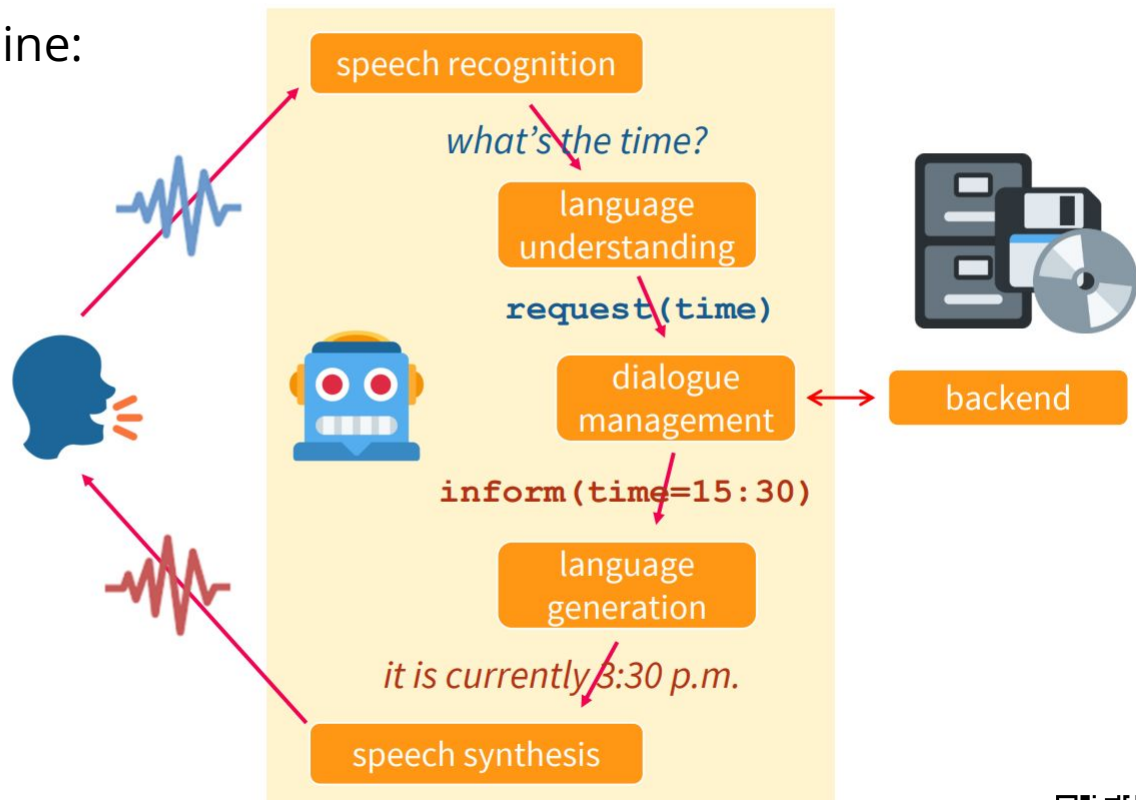 ine:
speech recognition
what's the time?
language
understanding
request(time)
dialogue
management
backend
inform(time=15:30)
language
generation
it is currently 3:30 p.m.
speech synthesis